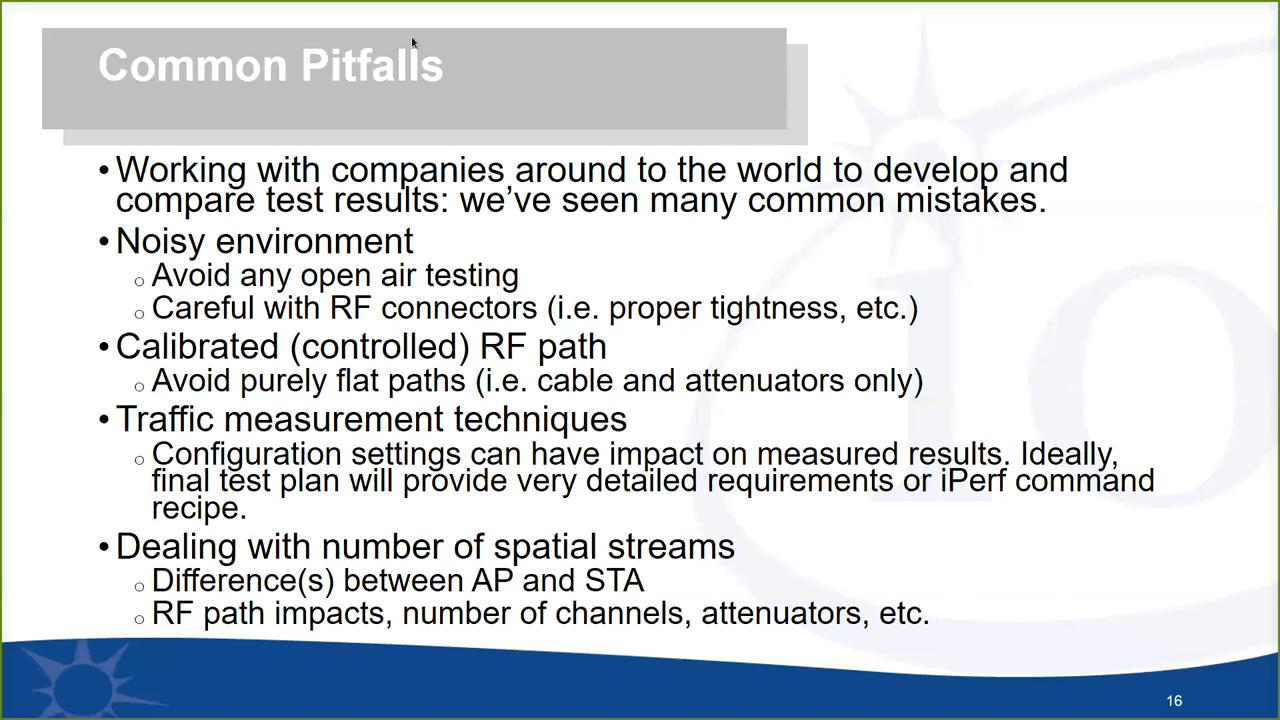 Common Pitfalls
• Working with companies around to the world to develop and
compare test results: we’ve seen many common mistakes.
• Noisy environment
○ Avoid any open air testing
○ Careful with RF connectors (i.e. proper tightness, etc.)
• Calibrated (controlled) RF path
○ Avoid purely flat paths (i.e. cable and attenuators only)
• Traffic measurement techniques
○ Configuration settings can have impact on measured results. Ideally,
final test plan will provide very detailed requirements or iPerf command
recipe.
• Dealing with number of spatial streams
○ Difference(s) between AP and STA
○ RF path impacts, number of channels, attenuators, etc.
io
16